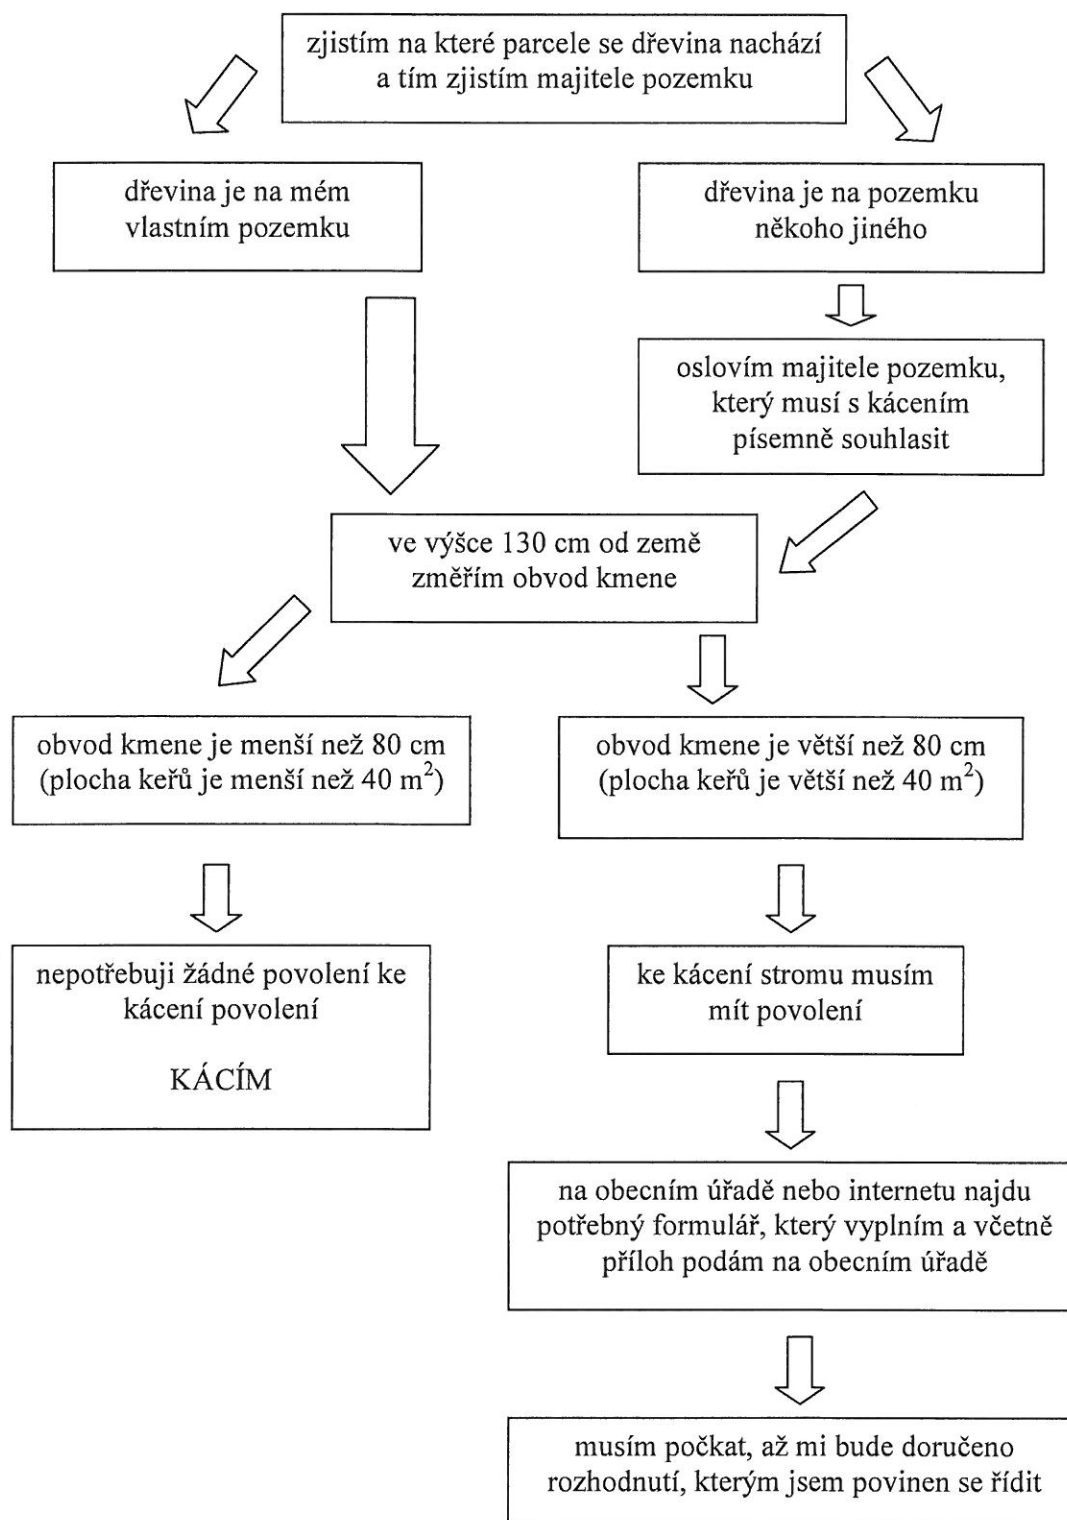 zjistím na které parcele se dřevina nachází
a tím zjistím majitele pozemku
dřevina je na mém
vlastním pozemku
dřevina je na pozemku
někoho jiného
oslovím majitele pozemku,
který musí s kácením
písemně souhlasit
ve výšce 130 cm od země
změřím obvod kmene
obvod kmene je menší než 80 cm
(plocha keřů je menší než 40 m²)
obvod kmene je větší než 80 cm
(plocha keřů je větší než 40 m²)
nepotřebuji žádné povolení ke
kácení povolení
KÁCÍM
ke kácení stromu musím
mít povolení
na obecním úřadě nebo internetu najdu
potřebný formulář, který vyplním a včetně
příloh podám na obecním úřadě
musím počkat, až mi bude doručeno
rozhodnutí, kterým jsem povinen se řídit